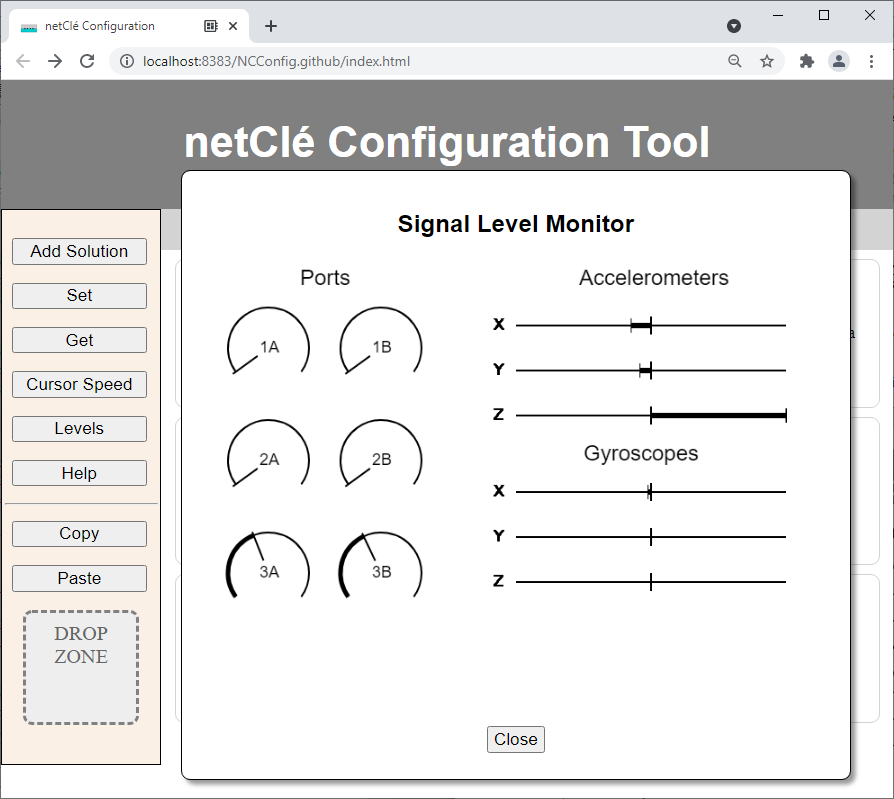 netClé Configuration
localhost:8383/NCConfig.github/index.html
netClé Configuration Tool
Add Solution
Set
Get
Cursor Speed
Levels
Help
Copy
Paste
DROP
ZONE
Signal Level Monitor
Ports
1A 1B
2A 2B
3A 3B
Accelerometers
X
Y
Z
Gyroscopes
X
Y
Z
Close
a